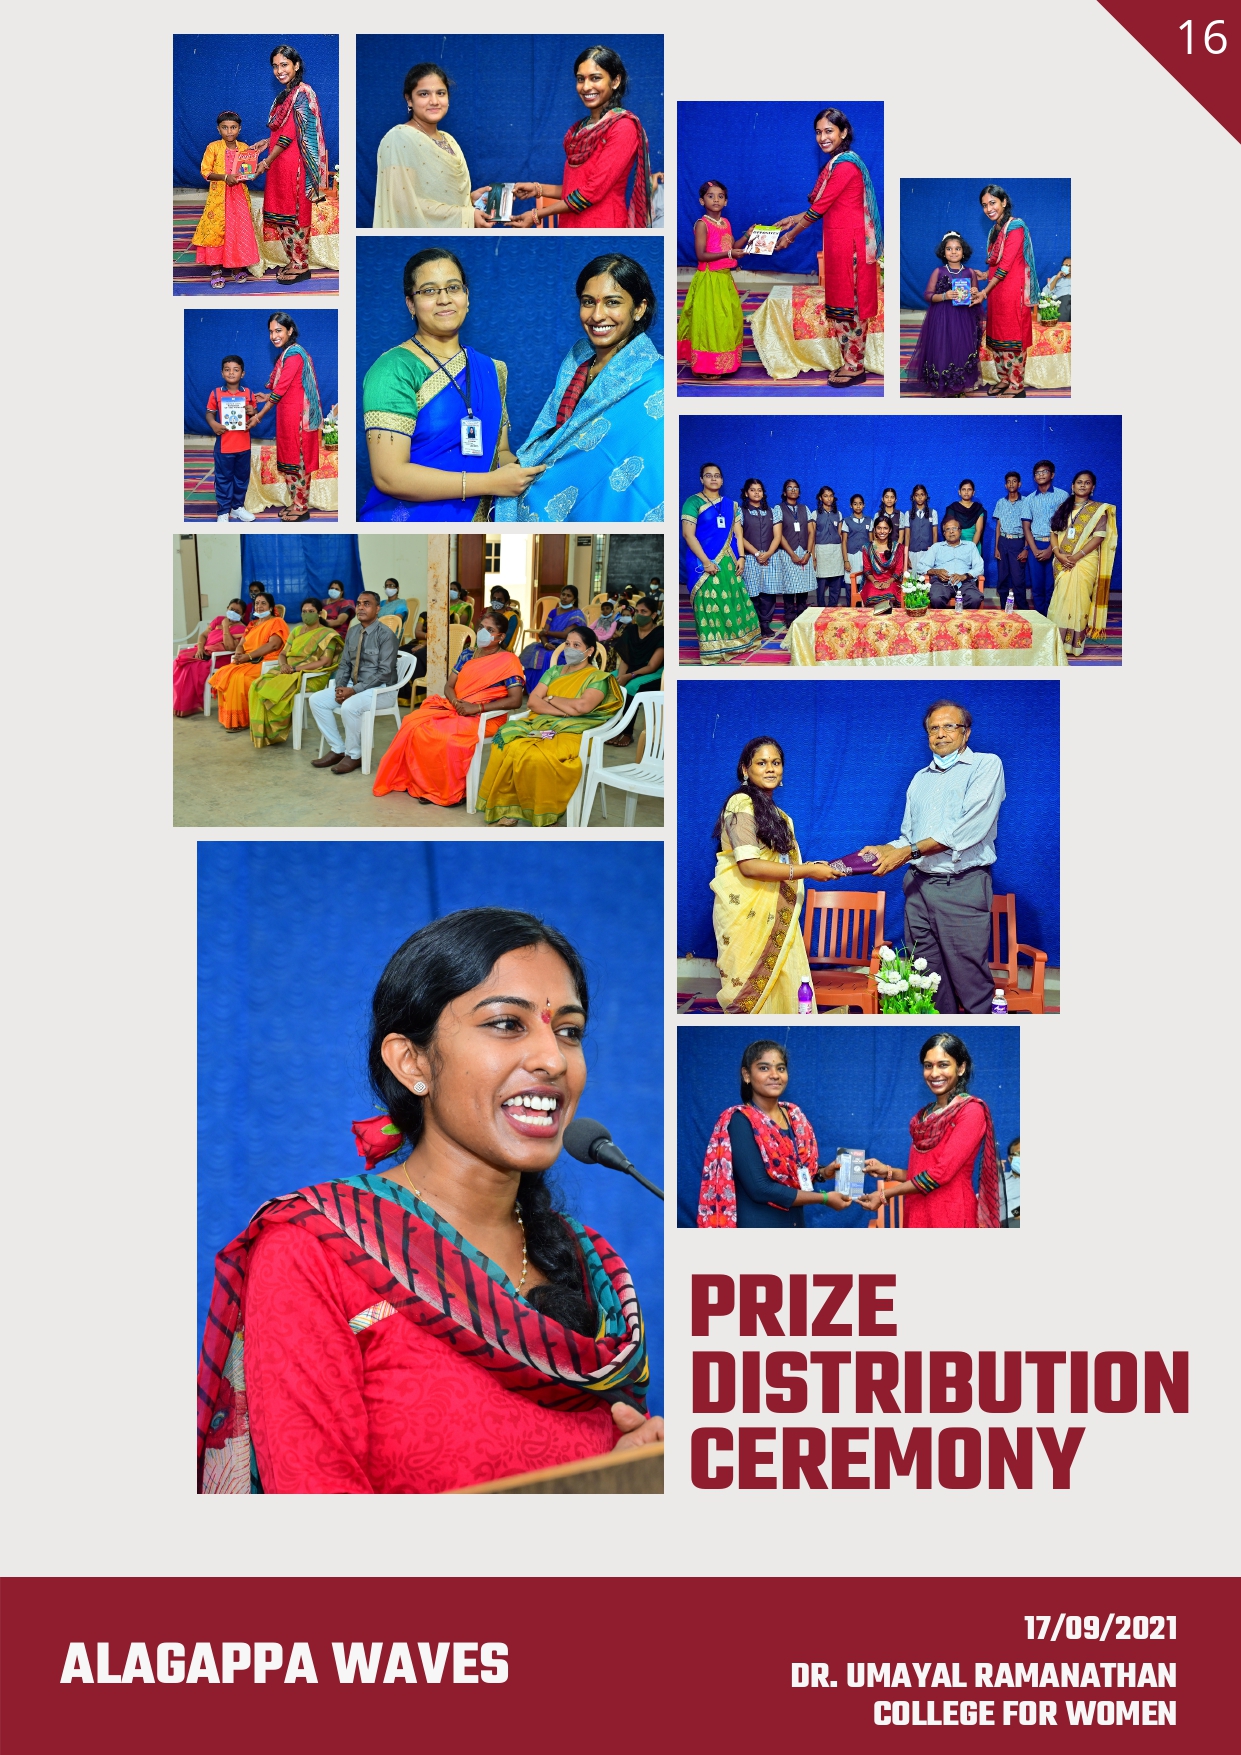 16
PRIZE
DISTRIBUTION
CEREMONY
ALAGAPPA WAVES
17/09/2021
DR. UMAYAL RAMANATHAN
COLLEGE FOR WOMEN